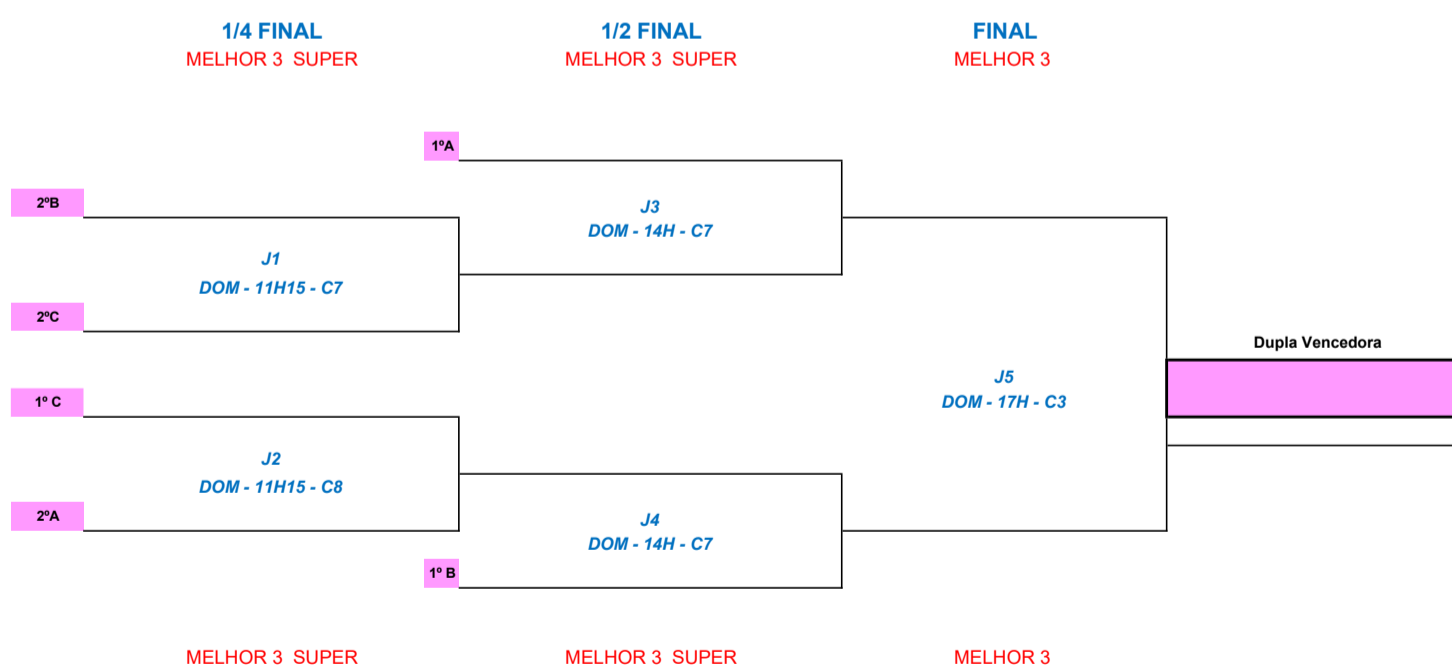 1/4 FINAL
MELHOR 3 SUPER
1/2 FINAL
MELHOR 3 SUPER
FINAL
MELHOR 3
1ºA
2ºB
J3
DOM - 14H - C7
J1
DOM - 11H15 - C7
2ºC
Dupla Vencedora
J5
DOM - 17H - C3
1º C
J2
DOM - 11H15 - C8
2ºA
J4
DOM - 14H - C7
1º B
MELHOR 3 SUPER
MELHOR 3 SUPER
MELHOR 3